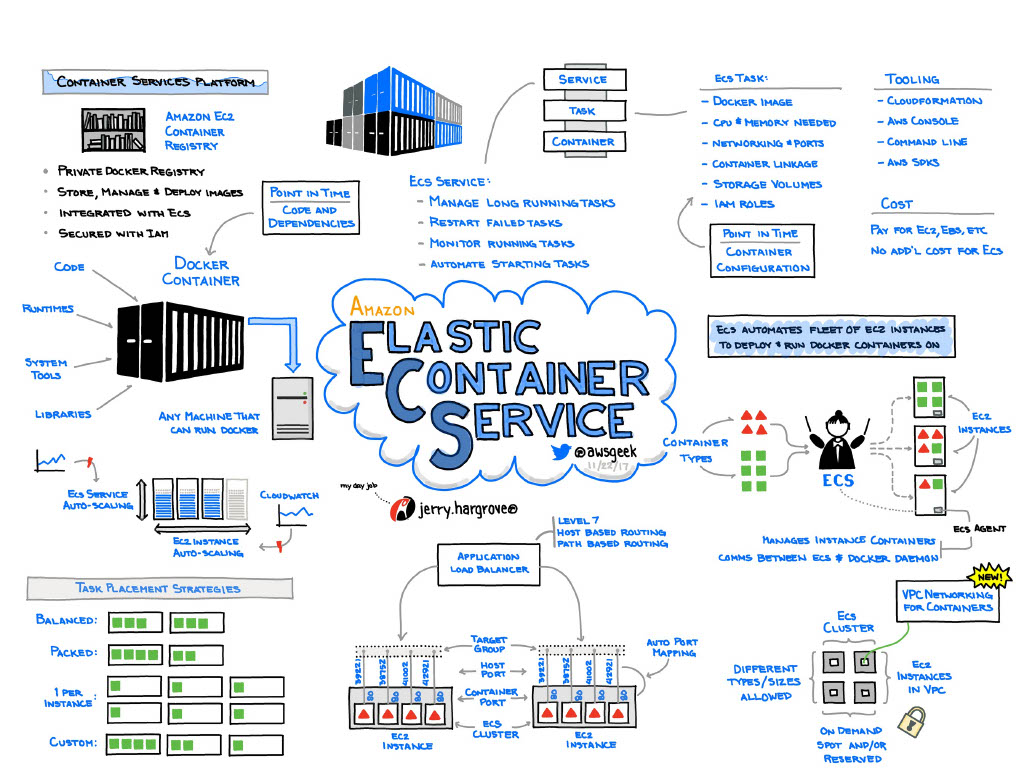 CONTAINER SERVICES PLATFORM
AMAZON EC2
CONTAINER
REGISTRY
• PRIVATE DOCKER REGISTRY
• STORE, MANAGE & DEPLOY IMAGES
• INTEGRATED WITH ECS
• SECURED WITH IAM
POINT IN TIME
CODE AND
DEPENDENCIES
SERVICE
TASK
CONTAINER
ECS SERVICE:
- MANAGE LONG RUNNING TASKS
- RESTART FAILED TASKS
- MONITOR RUNNING TASKS
- AUTOMATE STARTING TASKS
ECS TASK:
- DOCKER IMAGE
- CPU & MEMORY NEEDED
- NETWORKING & PORTS
- CONTAINER LINKAGE
- STORAGE VOLUMES
- IAM ROLES
POINT IN TIME
CONTAINER
CONFIGURATION
TOOLING
- CLOUDFORMATION
- AWS CONSOLE
- COMMAND LINE
- AWS SDKS
COST
PAY FOR EC2, EBS, ETC
NO ADD'L COST FOR ECS
DOCKER
CONTAINER
CODE
RUNTIMES
SYSTEM
TOOLS
LIBRARIES
ANY MACHINE THAT
CAN RUN DOCKER
AMAZON
ELASTIC
CONTAINER
SERVICE
@awsgeek
11/22/17
my day job
jerry.hargrove@
ECS AUTOMATES FLEET OF EC2 INSTANCES
TO DEPLOY & RUN DOCKER CONTAINERS ON
CONTAINER
TYPES
ECS
EC2
INSTANCES
ECS AGENT
MANAGES INSTANCE CONTAINERS
COMMS BETWEEN ECS & DOCKER DAEMON
ECS SERVICE
AUTO-SCALING
CLOUDWATCH
EC2 INSTANCE
AUTO-SCALING
TASK PLACEMENT STRATEGIES
BALANCED:
PACKED:
1 PER
INSTANCE:
CUSTOM:
LEVEL 7
HOST BASED ROUTING
PATH BASED ROUTING
APPLICATION
LOAD BALANCER
TARGET
GROUP
HOST
PORT
CONTAINER
PORT
ECS
CLUSTER
AUTO PORT
MAPPING
39221
38752
41002
42921
80
80
80
80
EC2
INSTANCE
39221
38752
41002
42921
80
80
80
80
EC2
INSTANCE
NEW!
VPC NETWORKING
FOR CONTAINERS
ECS
CLUSTER
DIFFERENT
TYPES/SIZES
ALLOWED
EC2
INSTANCES
IN VPC
ON DEMAND
SPOT AND/OR
RESERVED